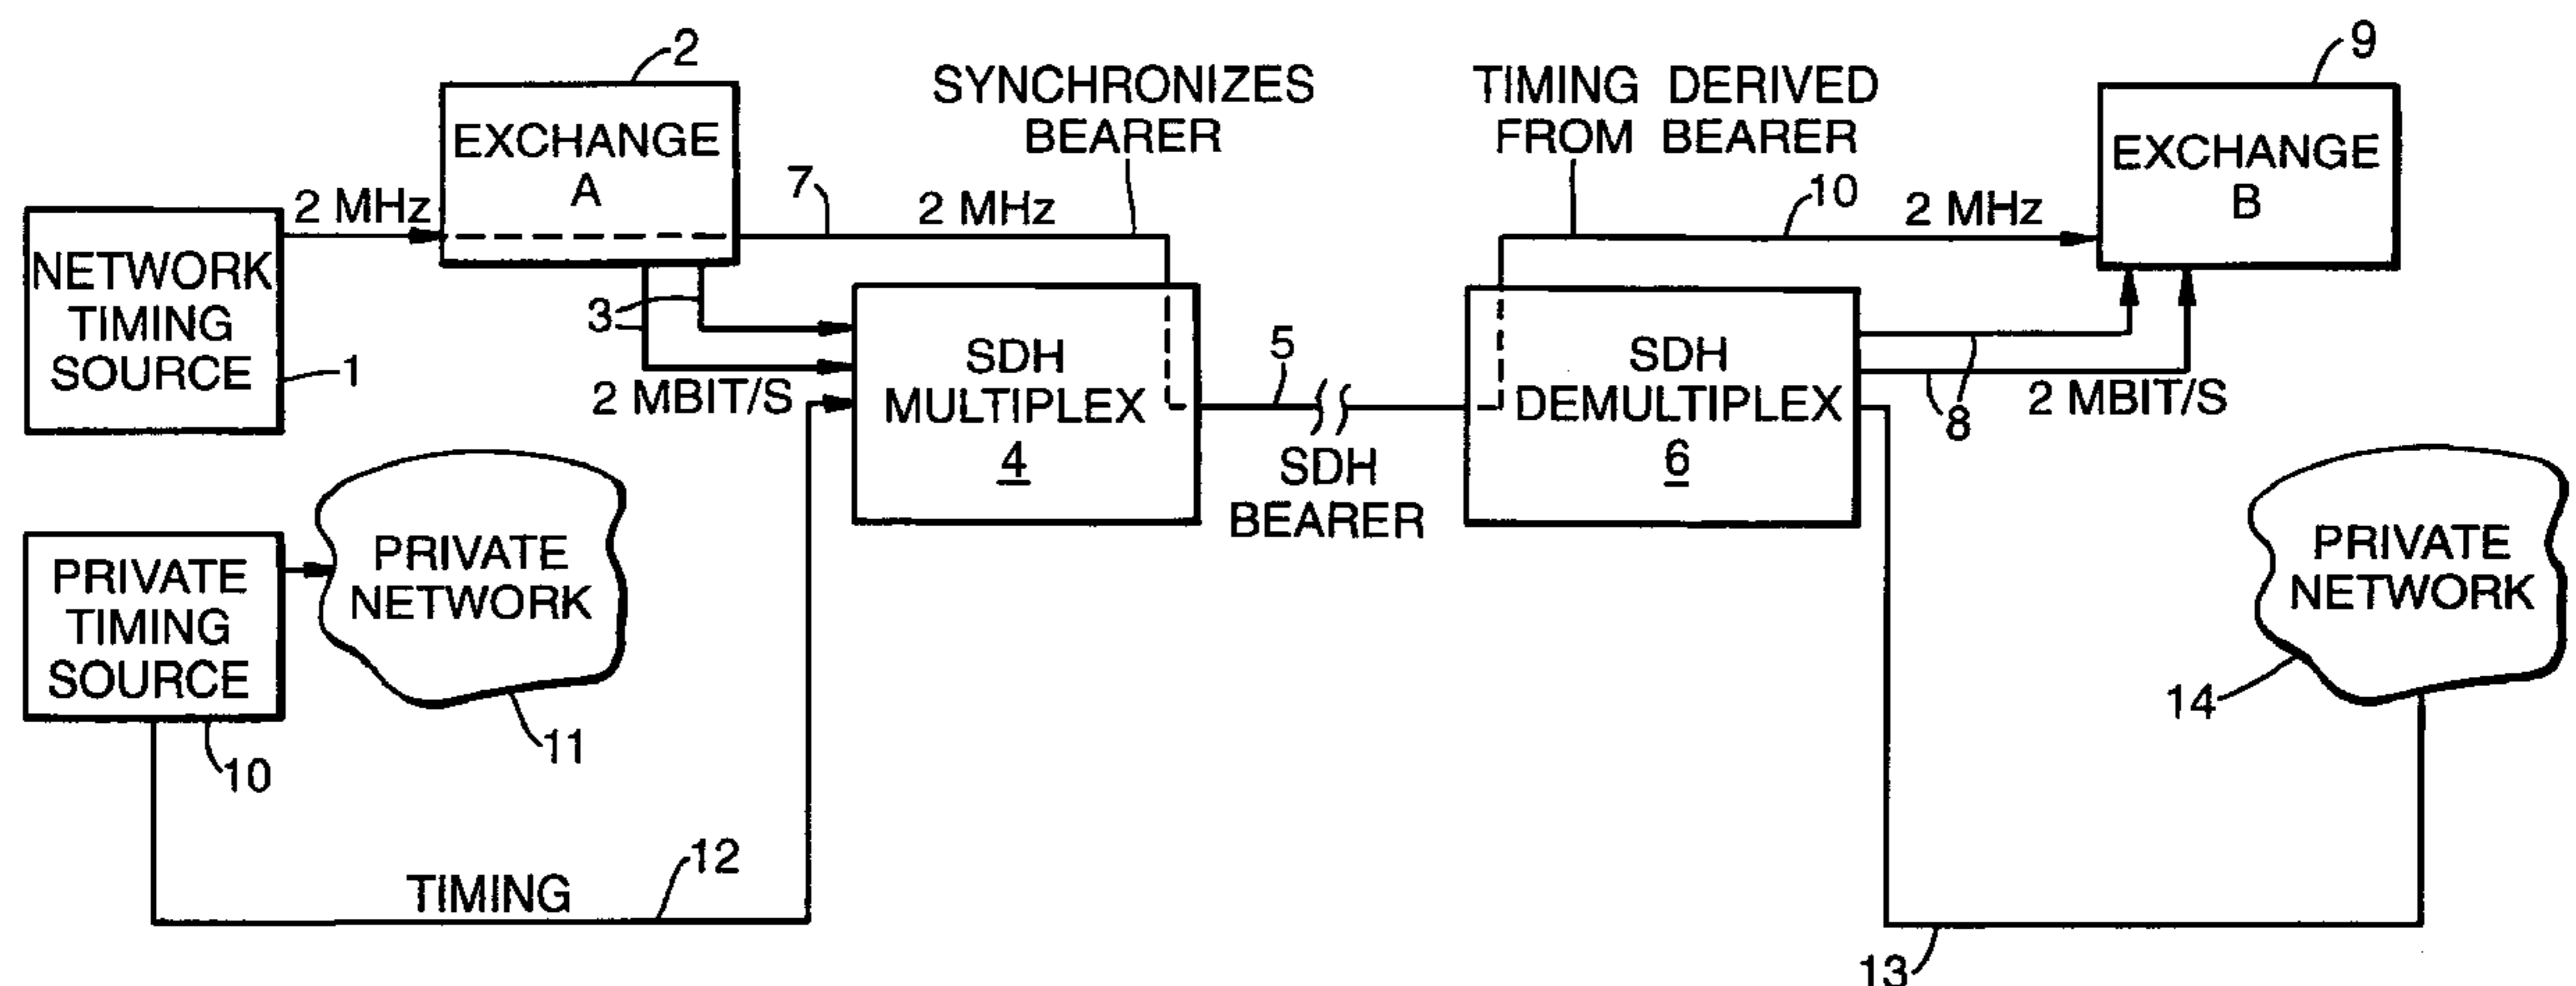 2
9
SYNCHRONIZES
BEARER
TIMING DERIVED
FROM BEARER
EXCHANGE
A
EXCHANGE
B
2 MHz
7
2 MHz
10
2 MHz
NETWORK
TIMING
SOURCE
1
3
2 MBIT/S
SDH
MULTIPLEX
4
5
SDH
BEARER
SDH
DEMULTIPLEX
6
8
2 MBIT/S
PRIVATE
TIMING
SOURCE
10
PRIVATE
NETWORK
11
PRIVATE
NETWORK
14
TIMING
12
13